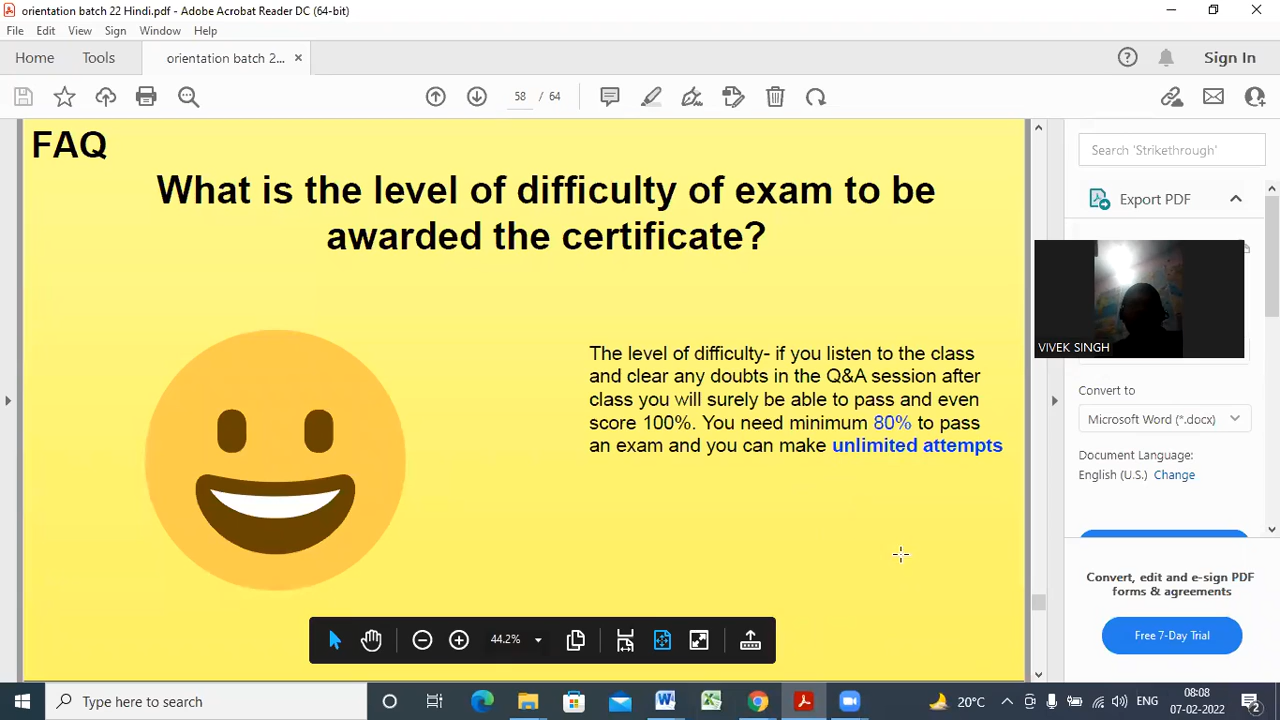 orientation batch 22 Hindi.pdf - Adobe Acrobat Reader DC (64-bit)
File Edit View Sign Window Help
Home Tools orientation batch 2... × Sign In
58 / 64
FAQ
What is the level of difficulty of exam to be
awarded the certificate?
The level of difficulty- if you listen to the class
and clear any doubts in the Q&A session after
class you will surely be able to pass and even
score 100%. You need minimum 80% to pass
an exam and you can make unlimited attempts
44.2%
Search 'Strikethrough'
Export PDF
VIVEK SINGH
Convert to
Microsoft Word (*.docx)
Document Language:
English (U.S.) Change
Convert, edit and e-sign PDF
forms & agreements
Free 7-Day Trial
Type here to search
20°C
ENG
08:08
07-02-2022
2